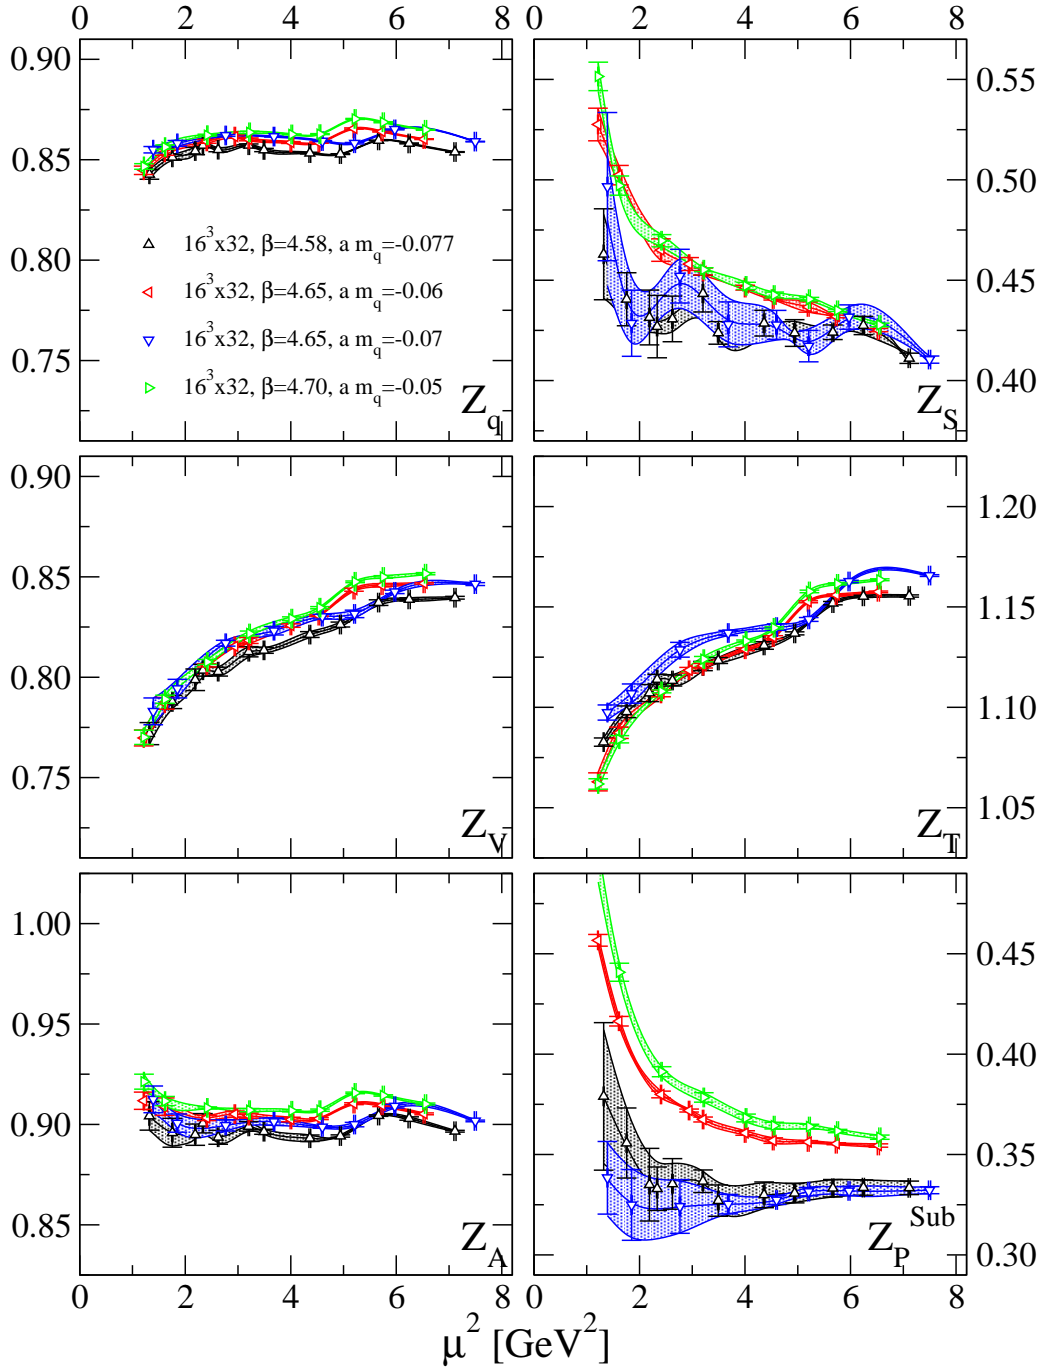 0 2 4 6 8 0 2 4 6 8
0.90
0.85
0.80
0.75
16³x32, β=4.58, a m_q=-0.077
16³x32, β=4.65, a m_q=-0.06
16³x32, β=4.65, a m_q=-0.07
16³x32, β=4.70, a m_q=-0.05
Z_q
0.55
0.50
0.45
0.40
Z_S
0.90
0.85
0.80
0.75
Z_V
1.20
1.15
1.10
1.05
Z_T
1.00
0.95
0.90
0.85
Z_A
0.45
0.40
0.35
0.30
Z_P^Sub
0 2 4 6 8 0 2 4 6 8
μ² [GeV²]